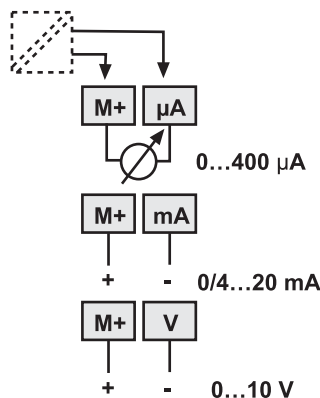 M+ µA
0...400 µA
M+ mA
+ - 0/4...20 mA
M+ V
+ - 0...10 V